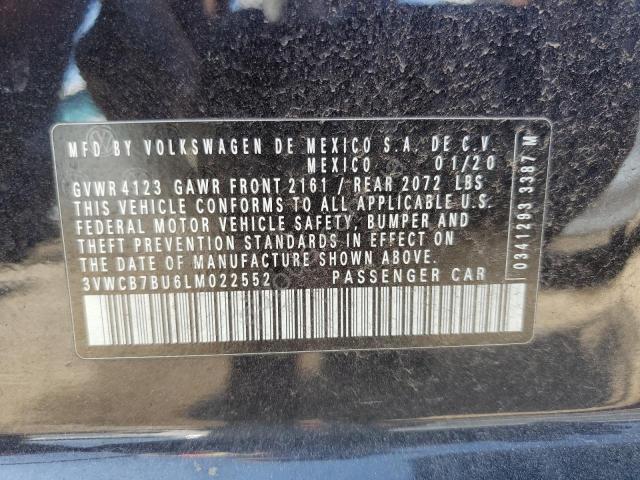 MFD BY VOLKSWAGEN DE MEXICO S.A. DE C.V.
MEXICO 01/20
GVWR 4123 GAWR FRONT 2161 / REAR 2072 LBS
THIS VEHICLE CONFORMS TO ALL APPLICABLE U.S.
FEDERAL MOTOR VEHICLE SAFETY, BUMPER AND
THEFT PREVENTION STANDARDS IN EFFECT ON
THE DATE OF MANUFACTURE SHOWN ABOVE.
3VWCB7BU6LM022552 PASSENGER CAR
0341293 3387 M